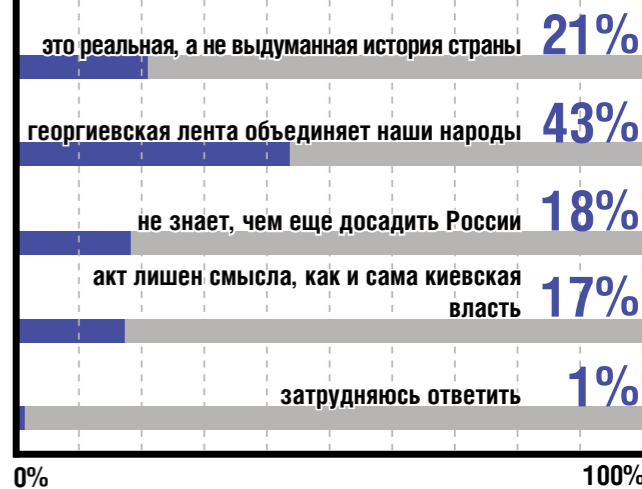 это реальная, а не выдуманная история страны 21%
георгиевская лента объединяет наши народы 43%
не знает, чем еще досадить России 18%
акт лишен смысла, как и сама киевская
власть 17%
затрудняюсь ответить 1%
0% 100%